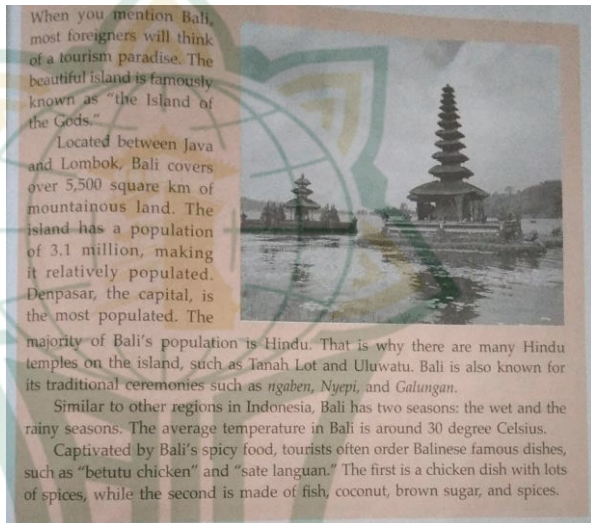 When you mention Bali,
most foreigners will think
of a tourism paradise. The
beautiful island is famously
known as “the Island of
the Gods.”
Located between Java
and Lombok, Bali covers
over 5,500 square km of
mountainous land. The
island has a population
of 3.1 million, making
it relatively populated.
Denpasar, the capital, is
the most populated. The
majority of Bali’s population is Hindu. That is why there are many Hindu
temples on the island, such as Tanah Lot and Uluwatu. Bali is also known for
its traditional ceremonies such as ngaben, Nyepi, and Galungan.
Similar to other regions in Indonesia, Bali has two seasons: the wet and the
rainy seasons. The average temperature in Bali is around 30 degree Celsius.
Captivated by Bali’s spicy food, tourists often order Balinese famous dishes,
such as “betutu chicken” and “sate languan.” The first is a chicken dish with lots
of spices, while the second is made of fish, coconut, brown sugar, and spices.